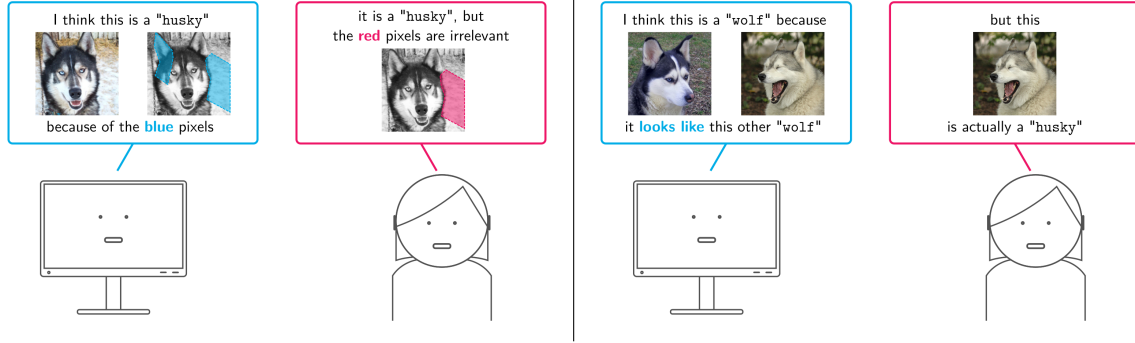 I think this is a "husky"
because of the blue pixels
it is a "husky", but
the red pixels are irrelevant
I think this is a "wolf" because
it looks like this other "wolf"
but this
is actually a "husky"